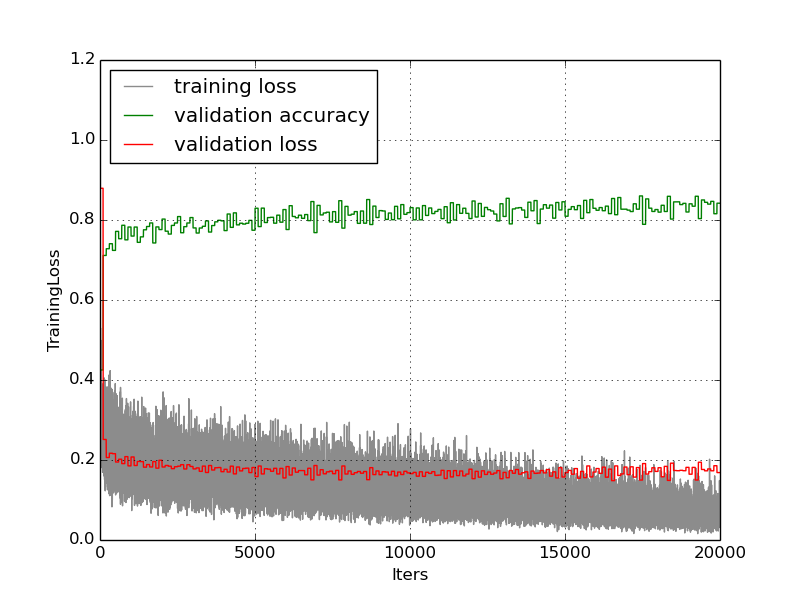 training loss
validation accuracy
validation loss
TrainingLoss
1.2
1.0
0.8
0.6
0.4
0.2
0.0
0 5000 10000 15000 20000
Iters